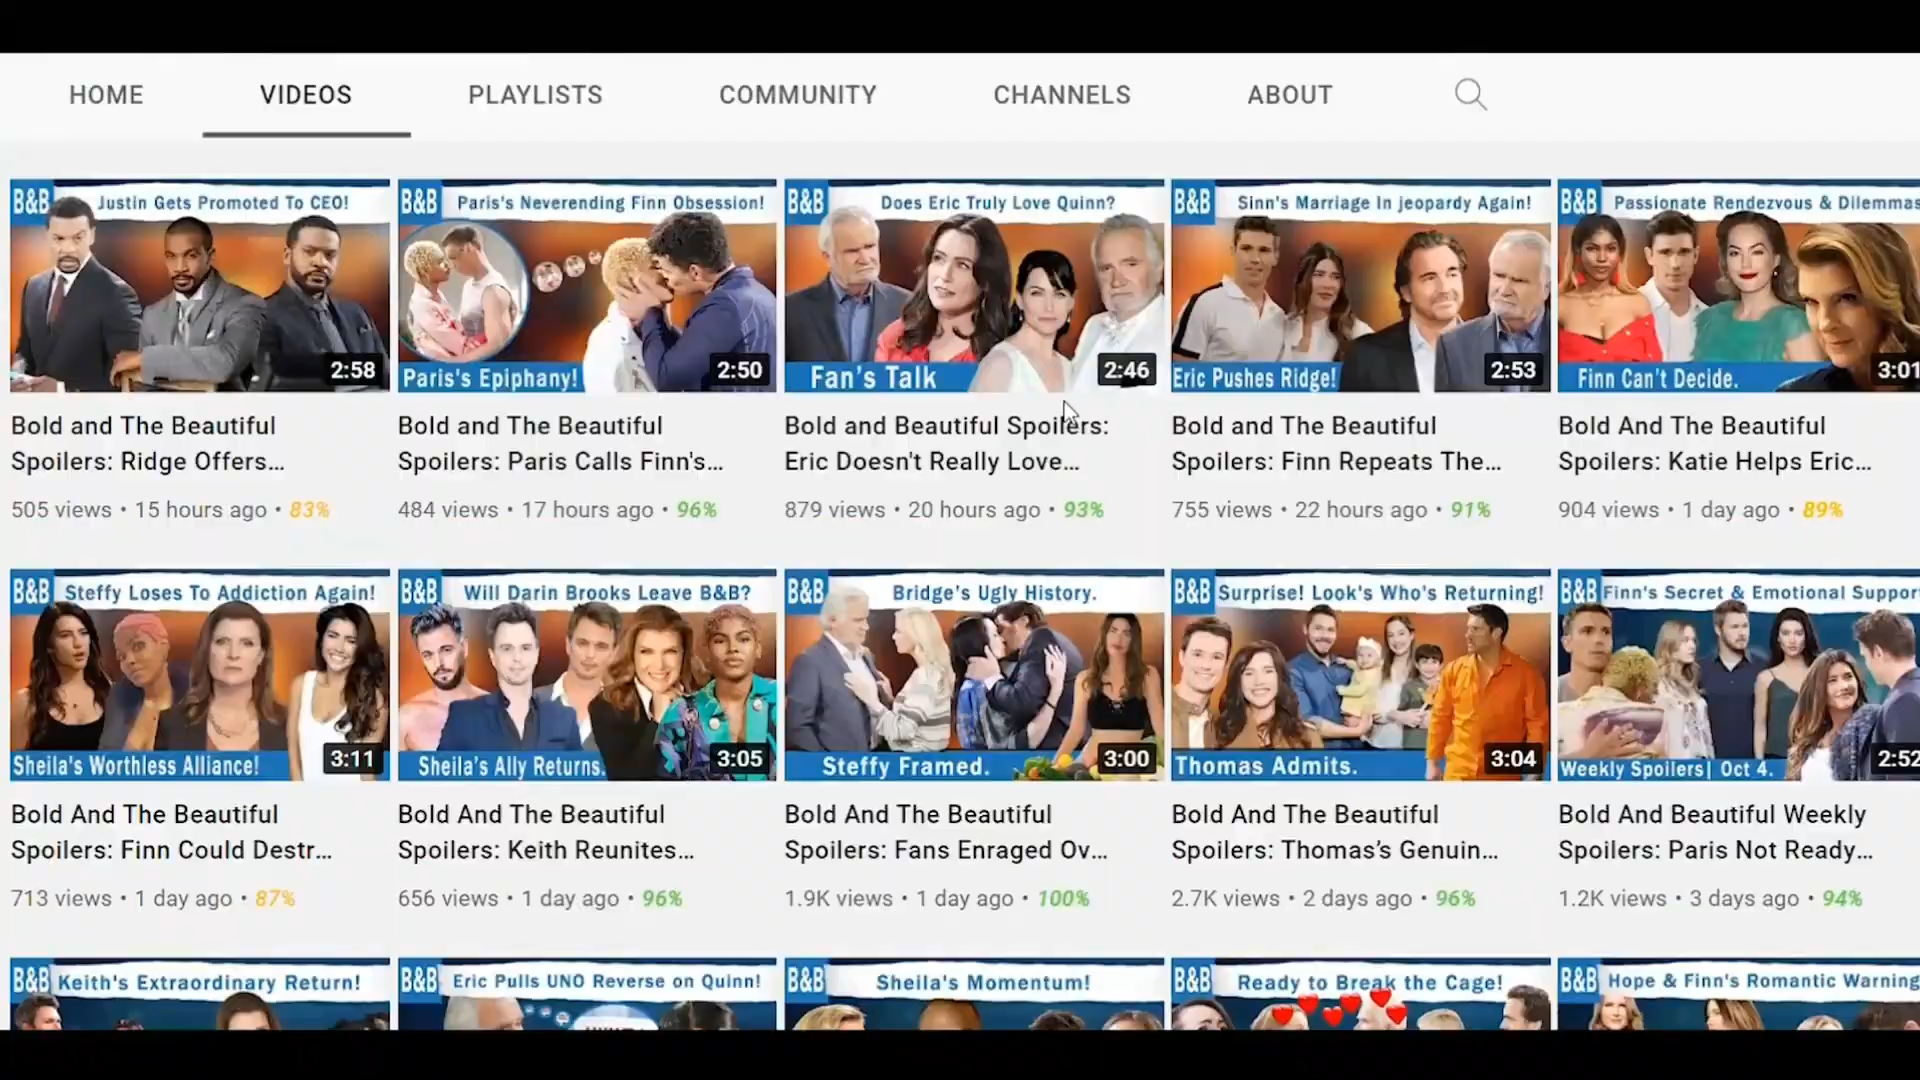 HOME VIDEOS PLAYLISTS COMMUNITY CHANNELS ABOUT
B&B Justin Gets Promoted To CEO!
2:58
Bold and The Beautiful
Spoilers: Ridge Offers...
505 views • 15 hours ago • 83%
B&B Paris's Neverending Finn Obsession!
Paris's Epiphany!
2:50
Bold and The Beautiful
Spoilers: Paris Calls Finn's...
484 views • 17 hours ago • 96%
B&B Does Eric Truly Love Quinn?
Fan's Talk
2:46
Bold and Beautiful Spoilers:
Eric Doesn't Really Love...
879 views • 20 hours ago • 93%
B&B Sinn's Marriage In jeopardy Again!
Eric Pushes Ridge!
2:53
Bold and The Beautiful
Spoilers: Finn Repeats The...
755 views • 22 hours ago • 91%
B&B Passionate Rendezvous & Dilemmas
Finn Can't Decide.
3:01
Bold And The Beautiful
Spoilers: Katie Helps Eric...
904 views • 1 day ago • 89%
B&B Steffy Loses To Addiction Again!
Sheila's Worthless Alliance!
3:11
Bold And The Beautiful
Spoilers: Finn Could Destr...
713 views • 1 day ago • 87%
B&B Will Darin Brooks Leave B&B?
Sheila's Ally Returns.
3:05
Bold And The Beautiful
Spoilers: Keith Reunites...
656 views • 1 day ago • 96%
B&B Bridge's Ugly History.
Steffy Framed.
3:00
Bold And The Beautiful
Spoilers: Fans Enraged Ov...
1.9K views • 1 day ago • 100%
B&B Surprise! Look's Who's Returning!
Thomas Admits.
3:04
Bold And The Beautiful
Spoilers: Thomas's Genuin...
2.7K views • 2 days ago • 96%
B&B Finn's Secret & Emotional Suppor
Weekly Spoilers| Oct 4.
2:52
Bold And Beautiful Weekly
Spoilers: Paris Not Ready...
1.2K views • 3 days ago • 94%
B&B Keith's Extraordinary Return!
B&B Eric Pulls UNO Reverse on Quinn!
B&B Sheila's Momentum!
B&B Ready to Break the Cage!
B&B Hope & Finn's Romantic Warning